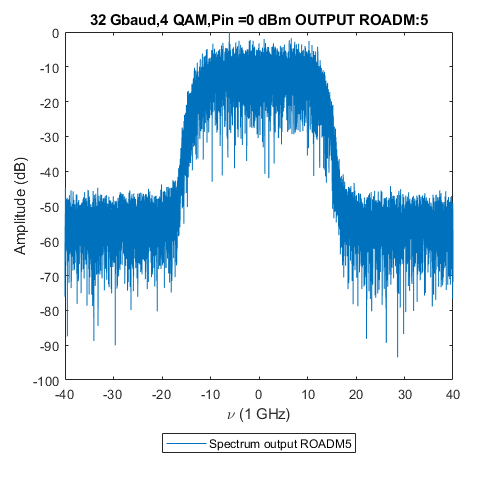 32 Gbaud,4 QAM,Pin =0 dBm OUTPUT ROADM:5
Amplitude (dB)
0
-10
-20
-30
-40
-50
-60
-70
-80
-90
-100
-40 -30 -20 -10 0 10 20 30 40
ν (1 GHz)
Spectrum output ROADM5